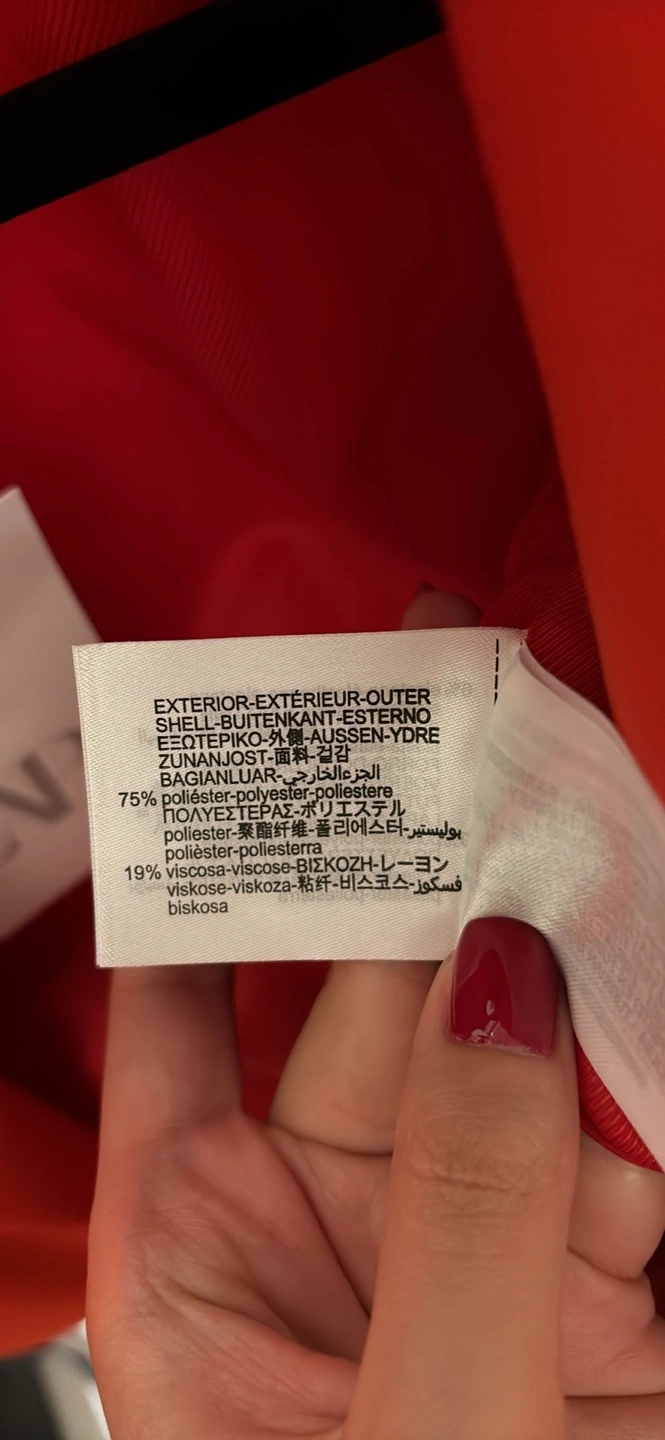 EXTERIOR-EXTÉRIEUR-OUTER
SHELL-BUITENKANT-ESTERNO
ΕΞΩΤΕΡΙΚΟ-外側-AUSSEN-YDRE
ZUNANJOST-面料-겉감
BAGIANLUAR-الجزءالخارجي
75% poliéster-polyester-poliestere
ΠΟΛΥΕΣΤΕΡΑΣ-ポリエステル
poliester-聚酯纤维-폴리에스터-بوليستير
polièster-poliesterra
19% viscosa-viscose-ΒΙΣΚΟΖΗ-レーヨン
viskose-viskoza-粘纤-비스코스-فسكوز
biskosa